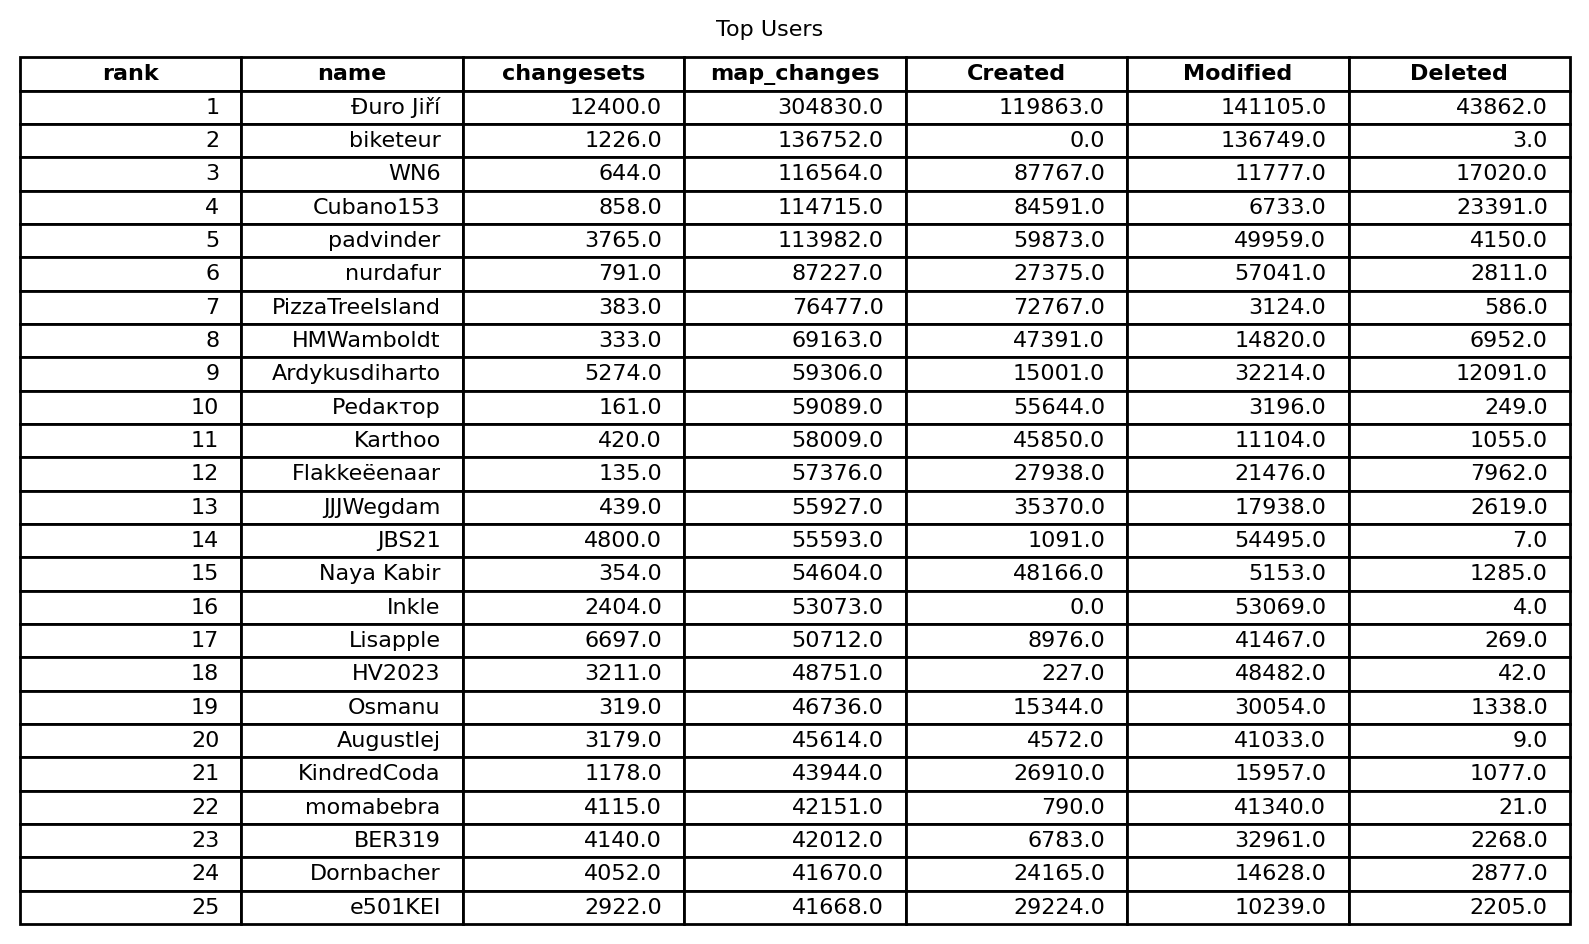 Top Users
rank name changesets map_changes Created Modified Deleted
1 Đuro Jiří 12400.0 304830.0 119863.0 141105.0 43862.0
2 biketeur 1226.0 136752.0 0.0 136749.0 3.0
3 WN6 644.0 116564.0 87767.0 11777.0 17020.0
4 Cubano153 858.0 114715.0 84591.0 6733.0 23391.0
5 padvinder 3765.0 113982.0 59873.0 49959.0 4150.0
6 nurdafur 791.0 87227.0 27375.0 57041.0 2811.0
7 PizzaTreeIsland 383.0 76477.0 72767.0 3124.0 586.0
8 HMWamboldt 333.0 69163.0 47391.0 14820.0 6952.0
9 Ardykusdiharto 5274.0 59306.0 15001.0 32214.0 12091.0
10 Pedaктop 161.0 59089.0 55644.0 3196.0 249.0
11 Karthoo 420.0 58009.0 45850.0 11104.0 1055.0
12 Flakkeëenaar 135.0 57376.0 27938.0 21476.0 7962.0
13 JJJWegdam 439.0 55927.0 35370.0 17938.0 2619.0
14 JBS21 4800.0 55593.0 1091.0 54495.0 7.0
15 Naya Kabir 354.0 54604.0 48166.0 5153.0 1285.0
16 Inkle 2404.0 53073.0 0.0 53069.0 4.0
17 Lisapple 6697.0 50712.0 8976.0 41467.0 269.0
18 HV2023 3211.0 48751.0 227.0 48482.0 42.0
19 Osmanu 319.0 46736.0 15344.0 30054.0 1338.0
20 Augustlej 3179.0 45614.0 4572.0 41033.0 9.0
21 KindredCoda 1178.0 43944.0 26910.0 15957.0 1077.0
22 momabebra 4115.0 42151.0 790.0 41340.0 21.0
23 BER319 4140.0 42012.0 6783.0 32961.0 2268.0
24 Dornbacher 4052.0 41670.0 24165.0 14628.0 2877.0
25 e501KEI 2922.0 41668.0 29224.0 10239.0 2205.0